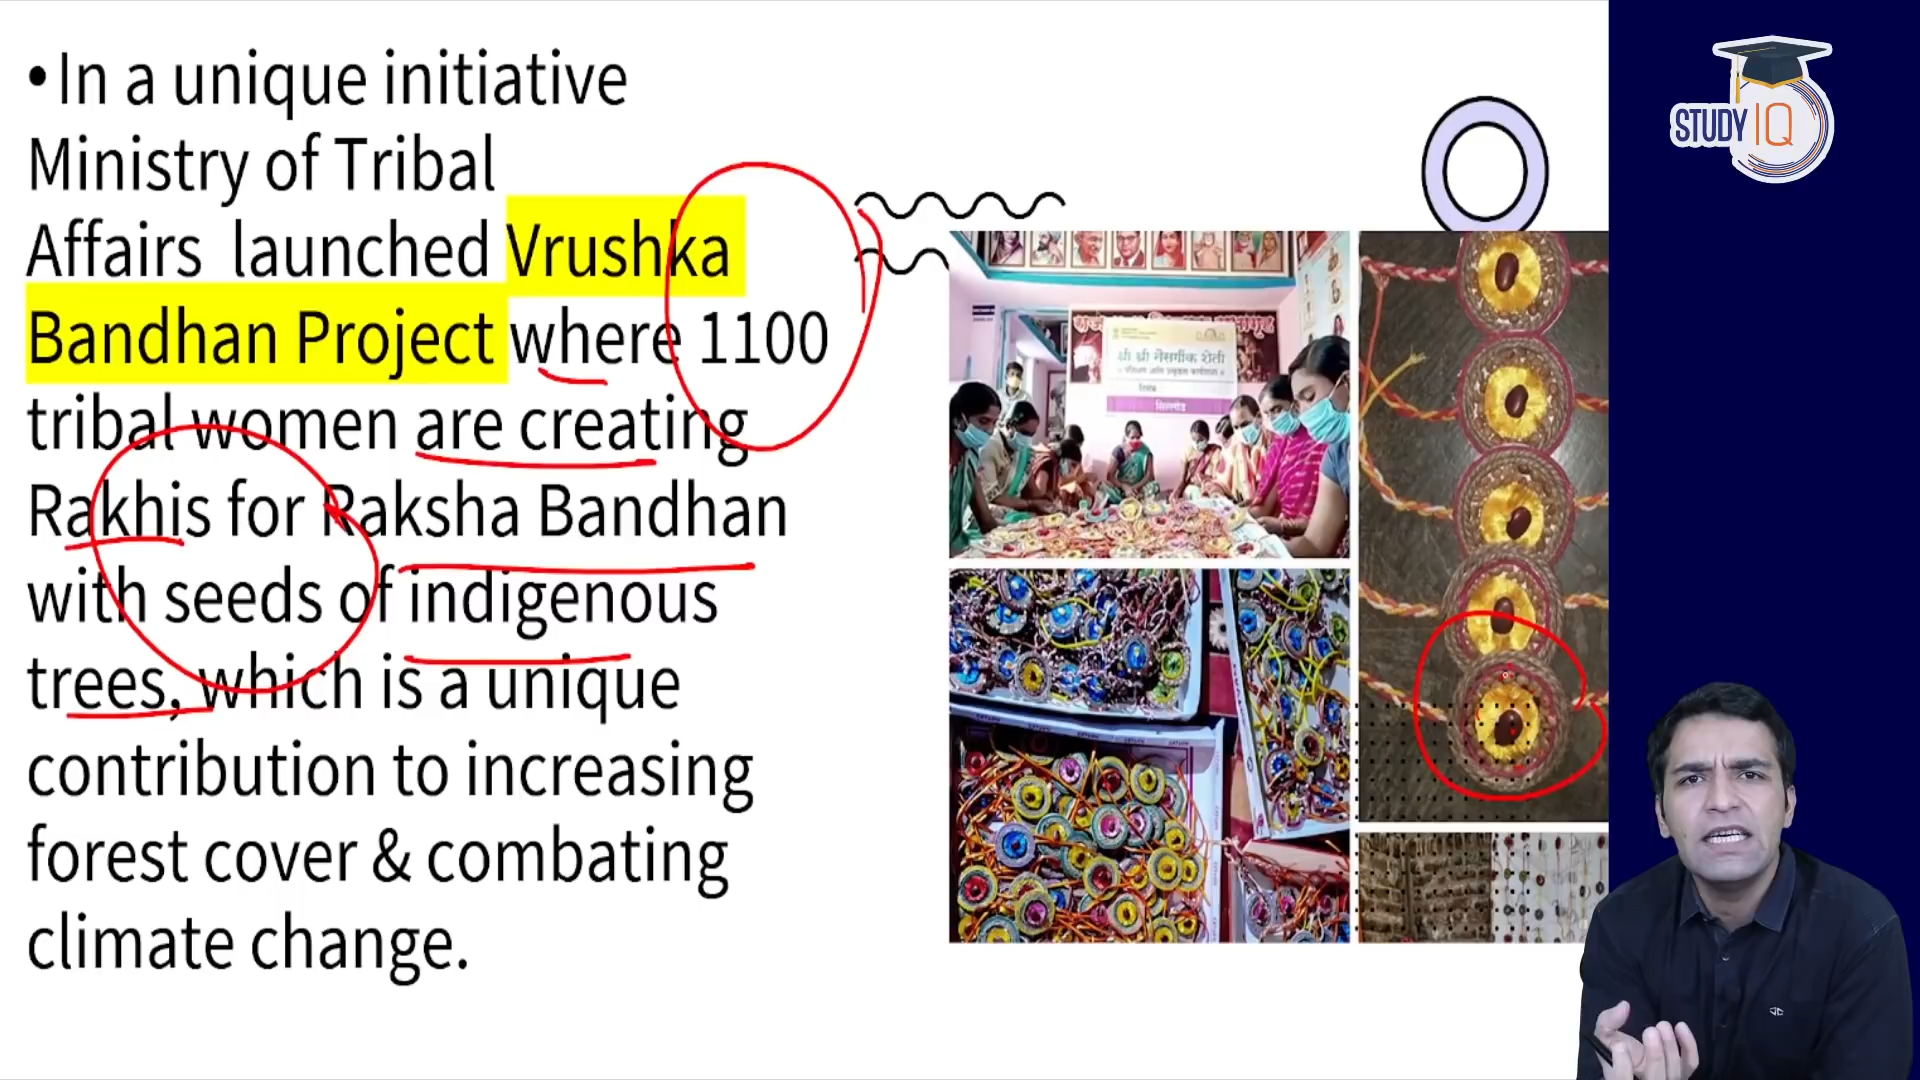 •In a unique initiative
Ministry of Tribal
Affairs launched Vrushka
Bandhan Project where 1100
tribal women are creating
Rakhis for Raksha Bandhan
with seeds of indigenous
trees, which is a unique
contribution to increasing
forest cover & combating
climate change.
श्री श्री नैसर्गीक शेती
STUDY IQ